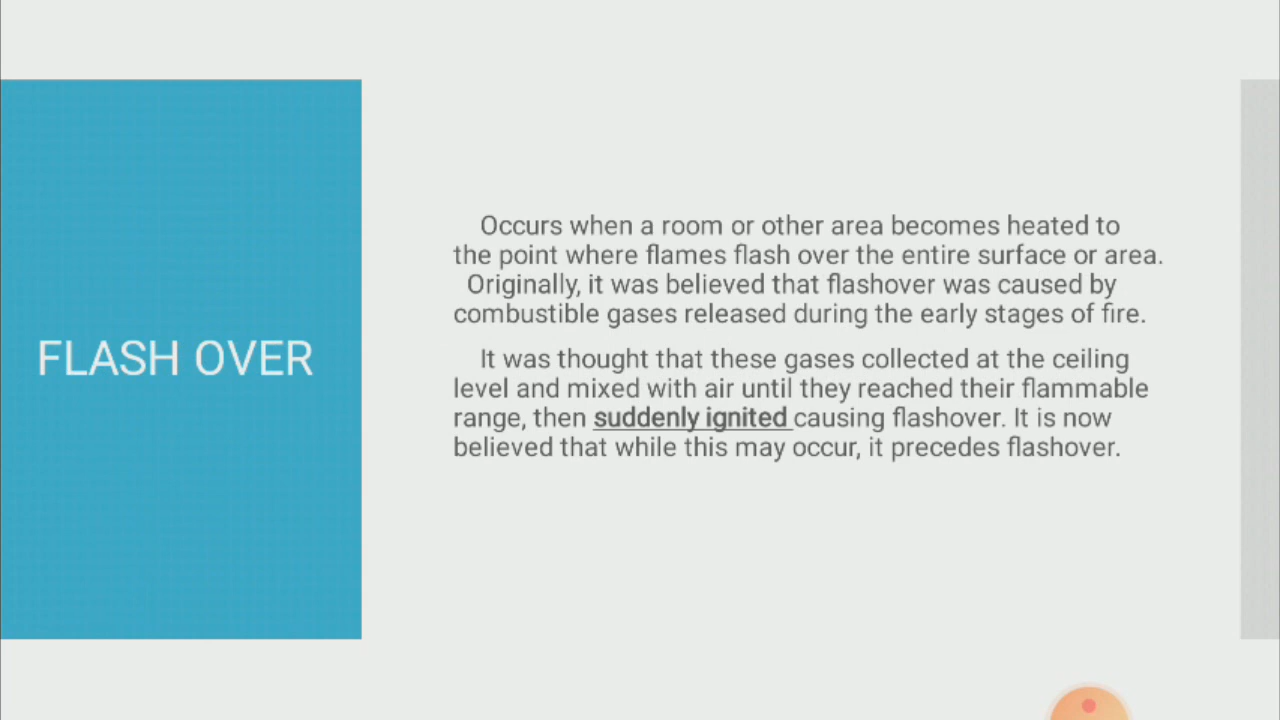 FLASH OVER
Occurs when a room or other area becomes heated to
the point where flames flash over the entire surface or area.
Originally, it was believed that flashover was caused by
combustible gases released during the early stages of fire.
It was thought that these gases collected at the ceiling
level and mixed with air until they reached their flammable
range, then suddenly ignited causing flashover. It is now
believed that while this may occur, it precedes flashover.